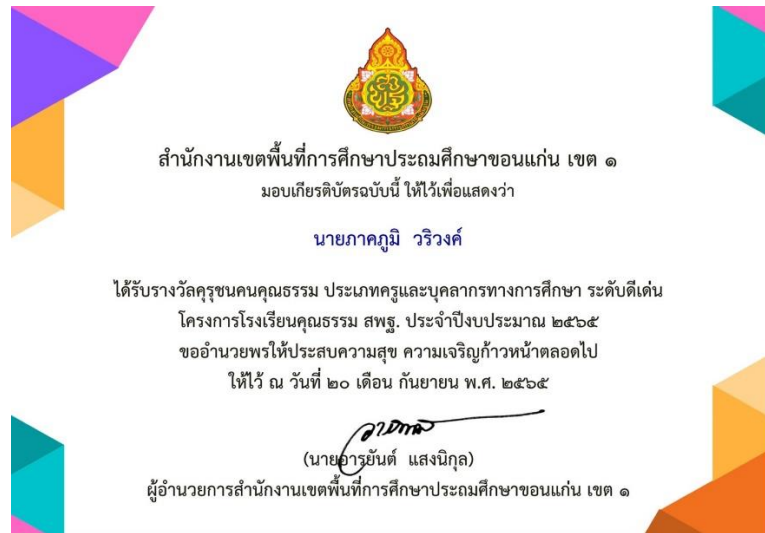 สำนักงานเขตพื้นที่การศึกษาประถมศึกษาขอนแก่น เขต ๑
มอบเกียรติบัตรฉบับนี้ ให้ไว้เพื่อแสดงว่า
นายภาคภูมิ วริวงค์
ได้รับรางวัลคุรุชนคนคุณธรรม ประเภทครูและบุคลากรทางการศึกษา ระดับดีเด่น
โครงการโรงเรียนคุณธรรม สพฐ. ประจำปีงบประมาณ ๒๕๖๕
ขออำนวยพรให้ประสบความสุข ความเจริญก้าวหน้าตลอดไป
ให้ไว้ ณ วันที่ ๒๐ เดือน กันยายน พ.ศ. ๒๕๖๕
(นายอารยันต์ แสงนิกุล)
ผู้อำนวยการสำนักงานเขตพื้นที่การศึกษาประถมศึกษาขอนแก่น เขต ๑